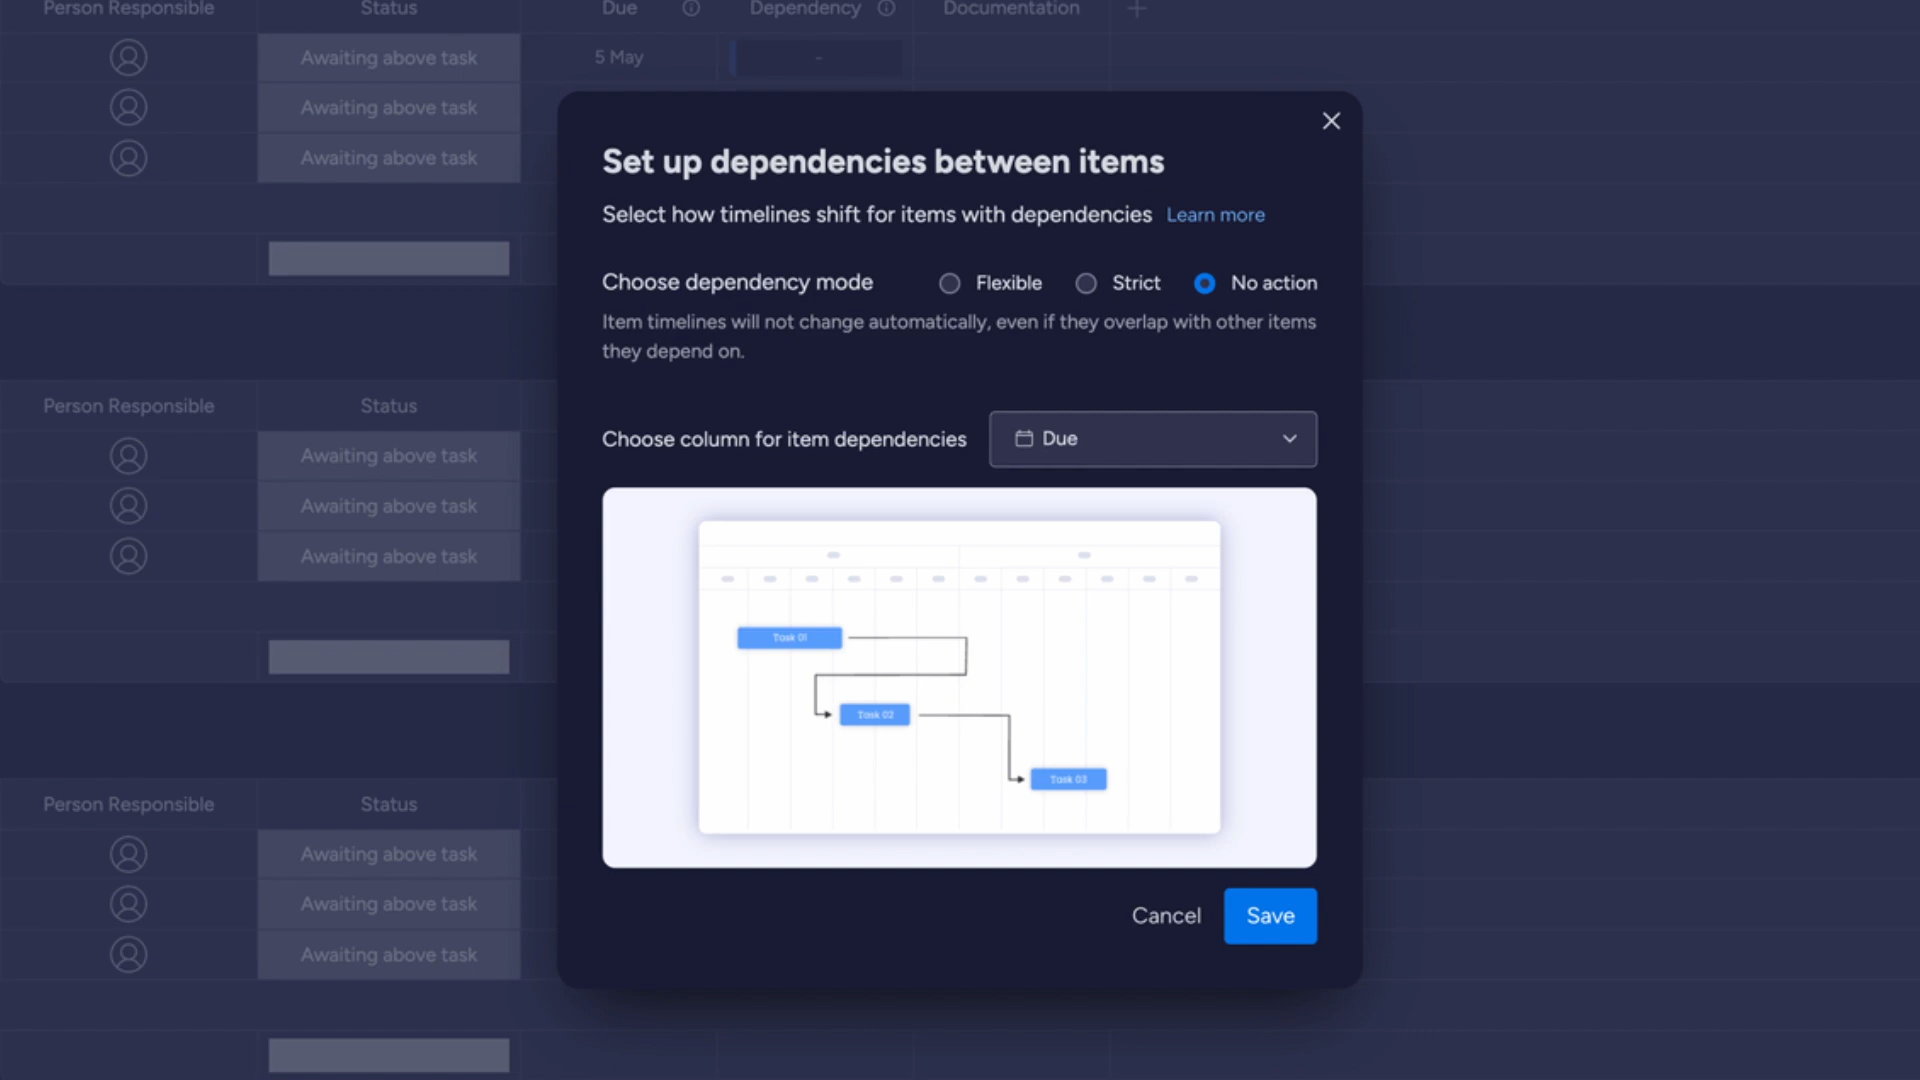 Person Responsible Status Due Dependency Documentation
Awaiting above task 5 May -
Awaiting above task
Awaiting above task
Set up dependencies between items
Select how timelines shift for items with dependencies Learn more
Choose dependency mode Flexible Strict No action
Item timelines will not change automatically, even if they overlap with other items
they depend on.
Person Responsible Status
Choose column for item dependencies Due
Awaiting above task
Awaiting above task
Awaiting above task
Task 01
Task 02
Task 03
Person Responsible Status
Awaiting above task
Awaiting above task
Cancel Save
Awaiting above task